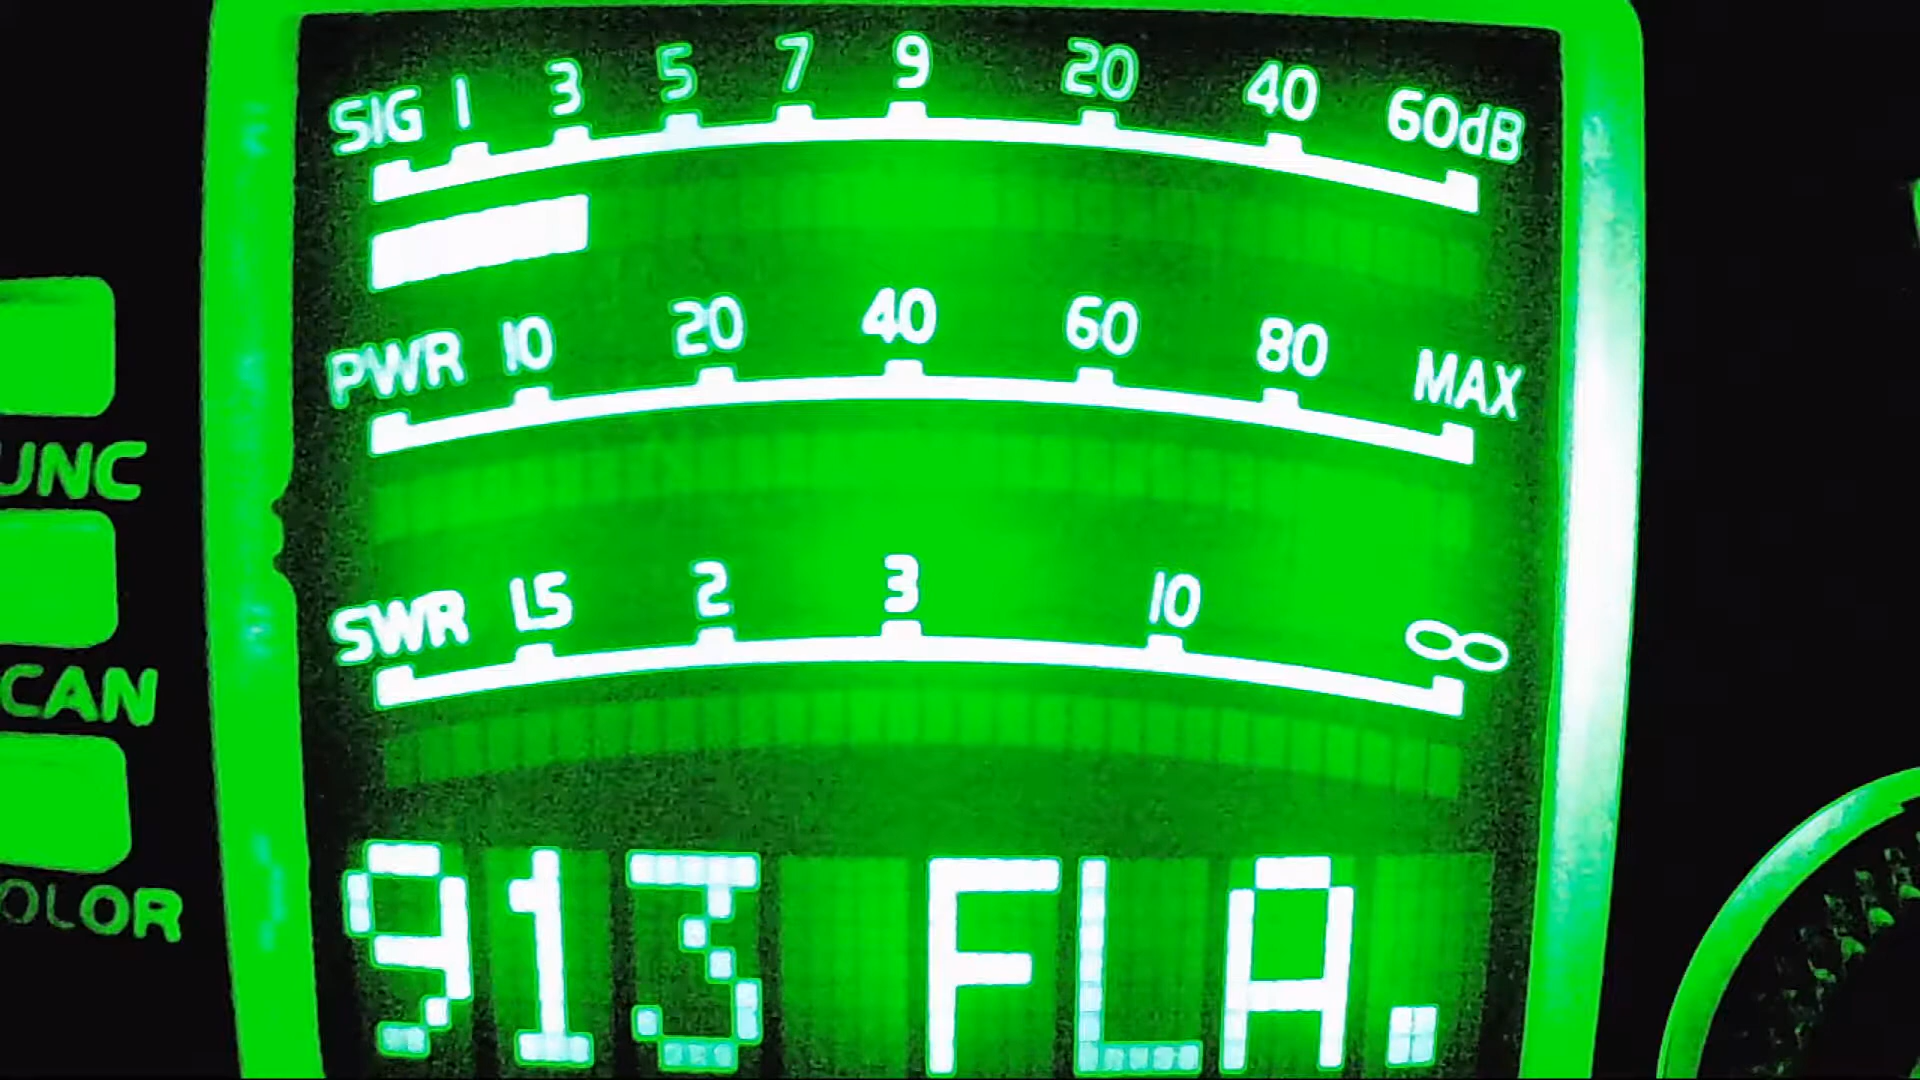 SIG 1 3 5 7 9 20 40 60dB
PWR 10 20 40 60 80 MAX
UNC
SWR 1.5 2 3 10 ∞
CAN
OLOR
913 FLA.